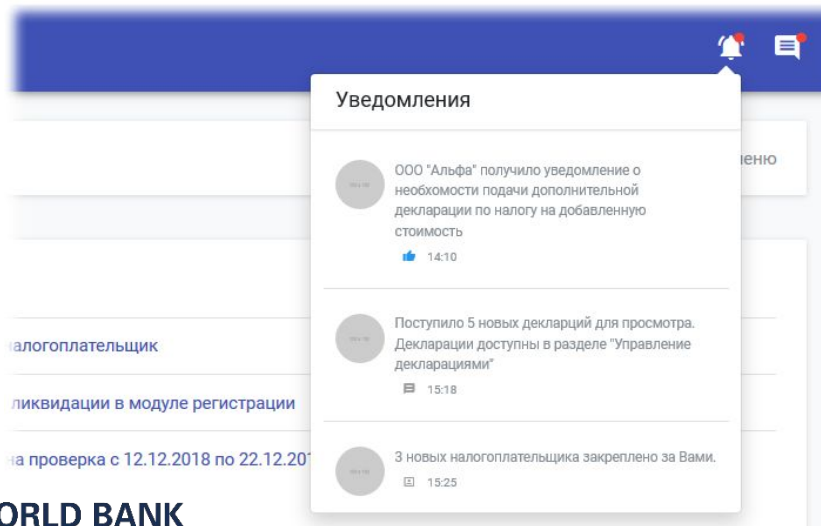 Уведомления
ООО "Альфа" получило уведомление о
необхомости подачи дополнительной
декларации по налогу на добавленную
стоимость
14:10
Поступило 5 новых декларций для просмотра.
Декларации доступны в разделе "Управление
декларациями"
15:18
3 новых налогоплательщика закреплено за Вами.
15:25
еню
алогоплательщик
ликвидации в модуле регистрации
на проверка с 12.12.2018 по 22.12.20
ORLD BANK